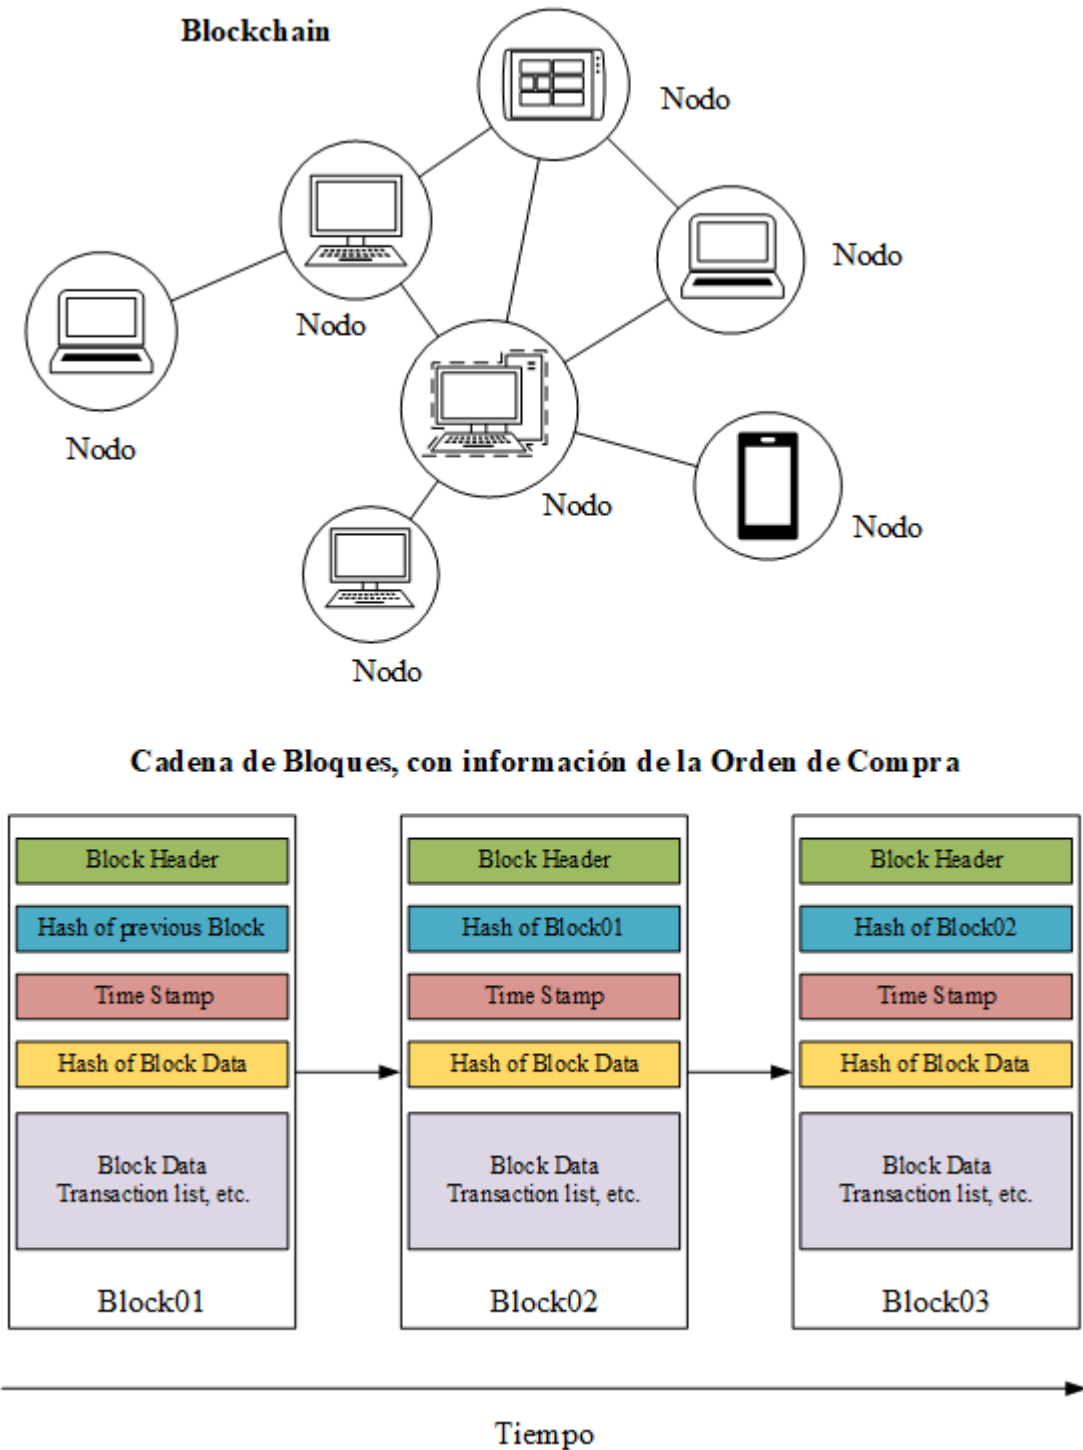 Blockchain
Nodo
Nodo
Nodo
Nodo
Nodo
Nodo
Nodo
Cadena de Bloques, con información de la Orden de Compra
Block Header
Hash of previous Block
Time Stamp
Hash of Block Data
Block Data
Transaction list, etc.
Block01
Block Header
Hash of Block01
Time Stamp
Hash of Block Data
Block Data
Transaction list, etc.
Block02
Block Header
Hash of Block02
Time Stamp
Hash of Block Data
Block Data
Transaction list, etc.
Block03
Tiempo